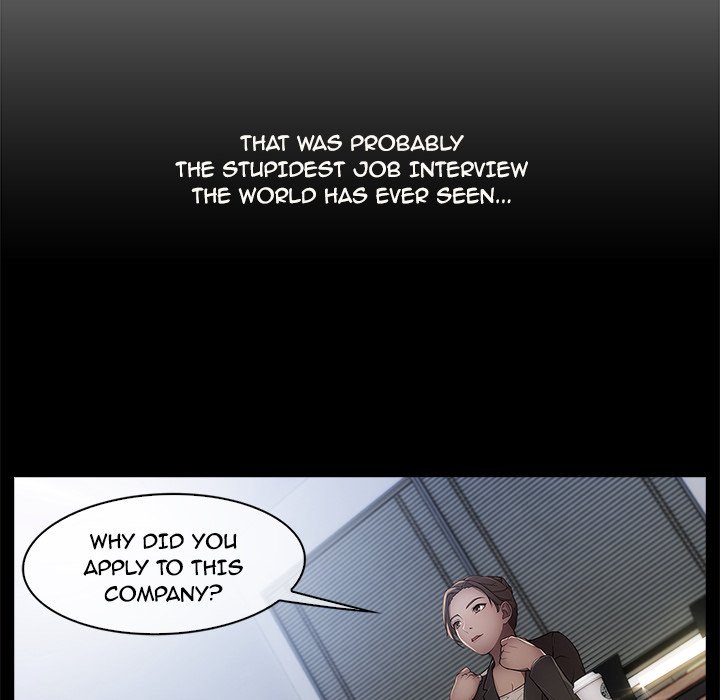 THAT WAS PROBABLY
THE STUPIDEST JOB INTERVIEW
THE WORLD HAS EVER SEEN...
WHY DID YOU
APPLY TO THIS
COMPANY?